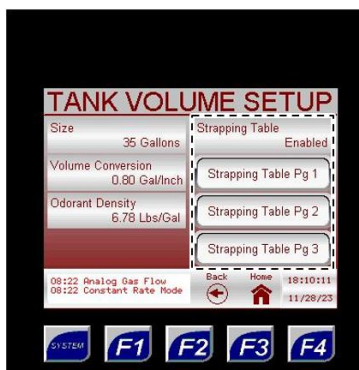 TANK VOLUME SETUP
Size
35 Gallons
Volume Conversion
0.80 Gal/Inch
Odorant Density
6.78 Lbs/Gal
Strapping Table
Enabled
Strapping Table Pg 1
Strapping Table Pg 2
Strapping Table Pg 3
08:22 Analog Gas Flow
08:22 Constant Rate Mode
Back
Home
18:10:11
11/28/23
SYSTEM
F1
F2
F3
F4